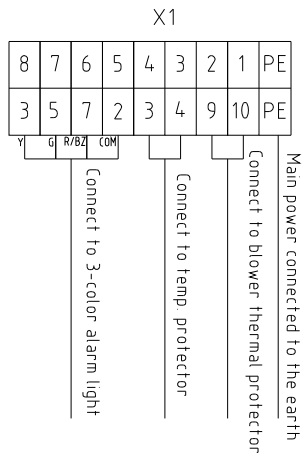 X1
8 7 6 5 4 3 2 1 PE
3 5 7 2 3 4 9 10 PE
Y G R/BZ COM
Connect to 3-color alarm light
Connect to temp. protector
Connect to blower thermal protector
Main power connected to the earth